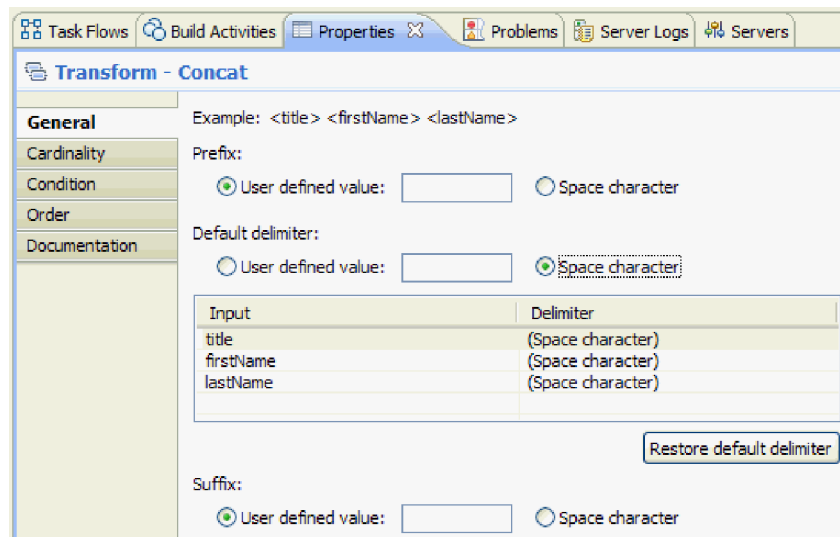 Task Flows Build Activities Properties Problems Server Logs Servers
Transform - Concat
General
Cardinality
Condition
Order
Documentation
Example: <title> <firstName> <lastName>
Prefix:
User defined value: Space character
Default delimiter:
User defined value: Space character
Input Delimiter
title (Space character)
firstName (Space character)
lastName (Space character)
Restore default delimiter
Suffix:
User defined value: Space character